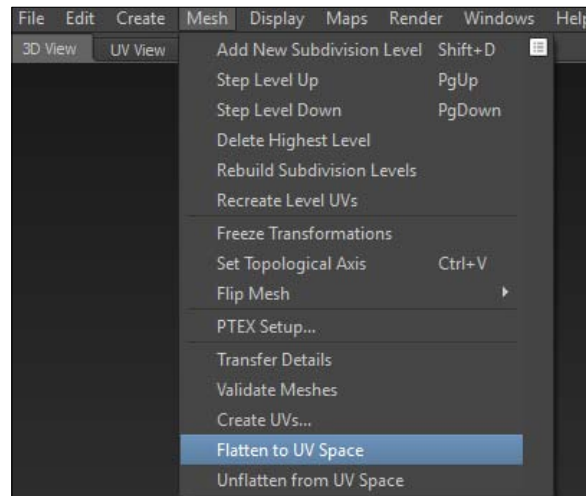 File Edit Create Mesh Display Maps Render Windows Help
3D View UV View
Add New Subdivision Level Shift+D
Step Level Up PgUp
Step Level Down PgDown
Delete Highest Level
Rebuild Subdivision Levels
Recreate Level UVs
Freeze Transformations
Set Topological Axis Ctrl+V
Flip Mesh
PTEX Setup...
Transfer Details
Validate Meshes
Create UVs...
Flatten to UV Space
Unflatten from UV Space